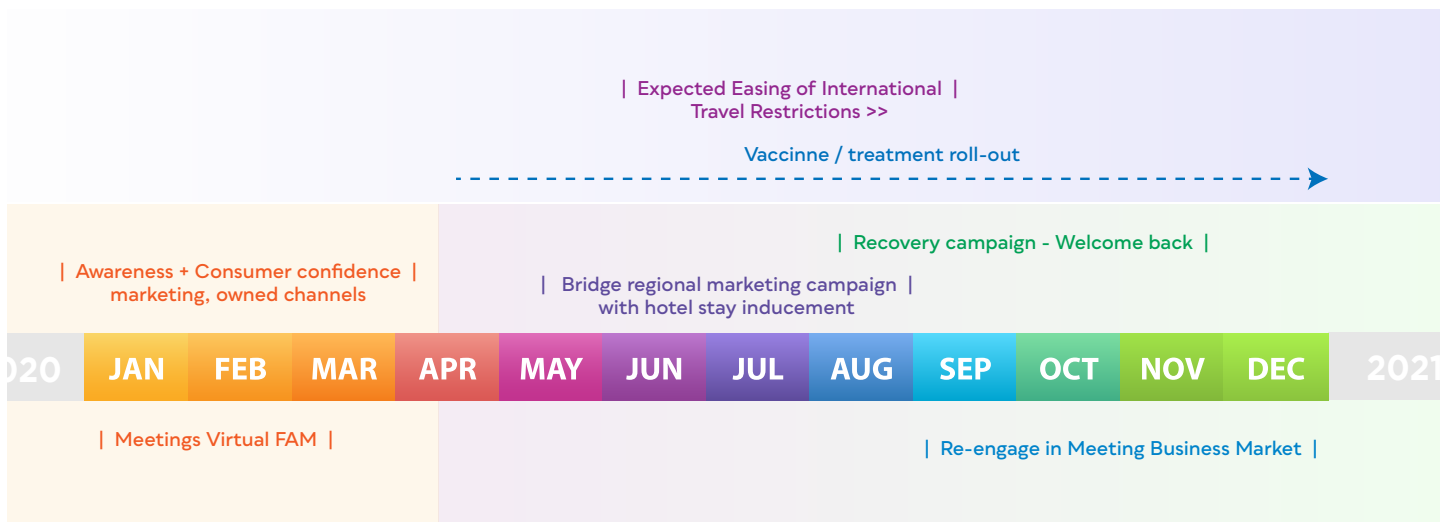 | Expected Easing of International |
Travel Restrictions >>
Vaccinne / treatment roll-out
| Recovery campaign - Welcome back |
| Awareness + Consumer confidence |
marketing, owned channels
| Bridge regional marketing campaign |
with hotel stay inducement
020 JAN FEB MAR APR MAY JUN JUL AUG SEP OCT NOV DEC 2021
| Meetings Virtual FAM |
| Re-engage in Meeting Business Market |